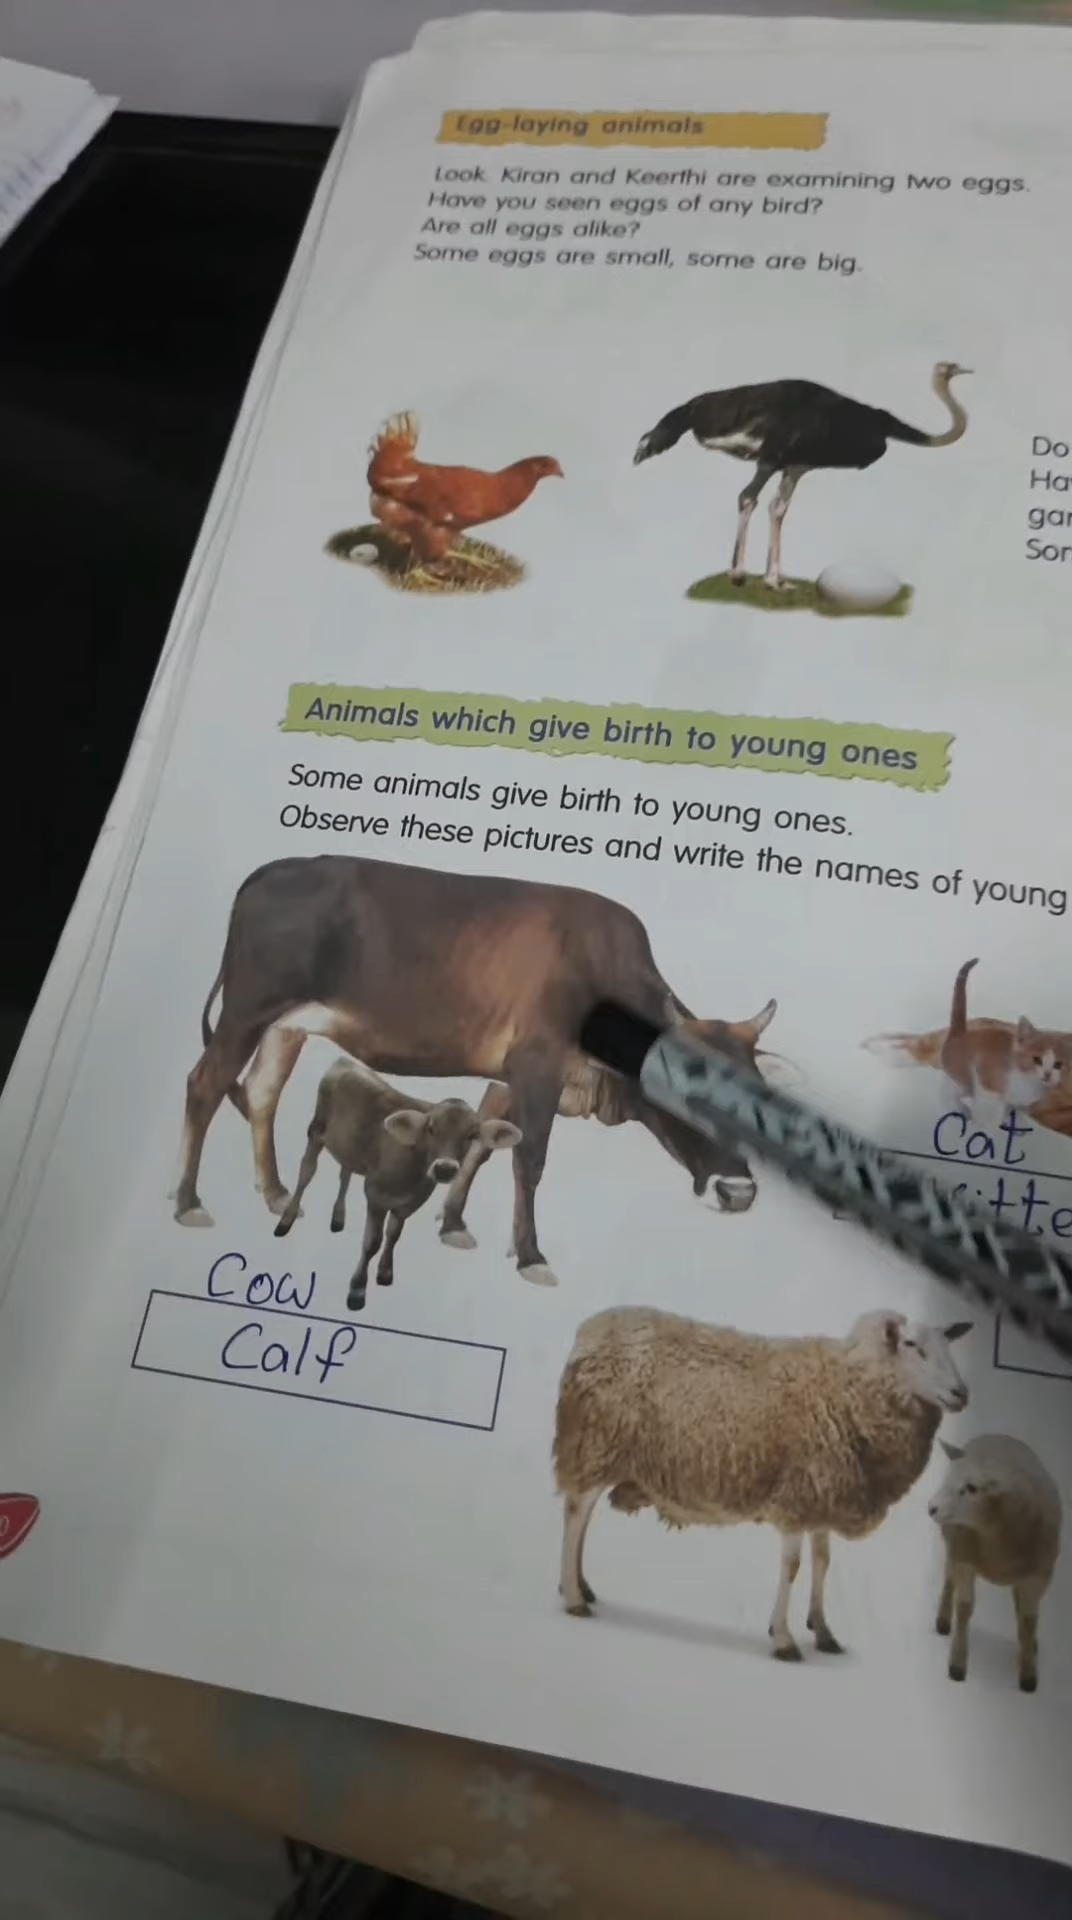 Egg-laying animals
Look Kiran and Keerthi are examining two eggs.
Have you seen eggs of any bird?
Are all eggs alike?
Some eggs are small, some are big.
Do
Ha
gar
Animals which give birth to young ones
Some animals give birth to young ones.
Observe these pictures and write the names of young
Cat
Cow
Calf